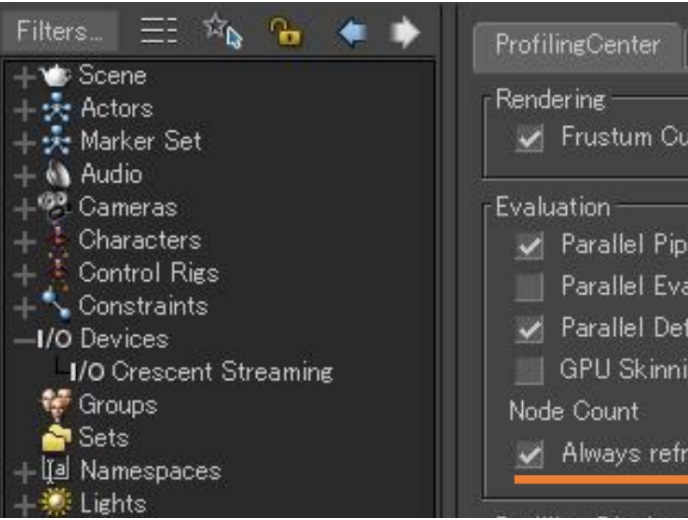 Filters...
Scene
Actors
Marker Set
Audio
Cameras
Characters
Control Rigs
Constraints
I/O Devices
I/O Crescent Streaming
Groups
Sets
[a] Namespaces
Lights
ProfilingCenter
Rendering
Frustum Cu
Evaluation
Parallel Pip
Parallel Eva
Parallel Def
GPU Skinni
Node Count
Always refr